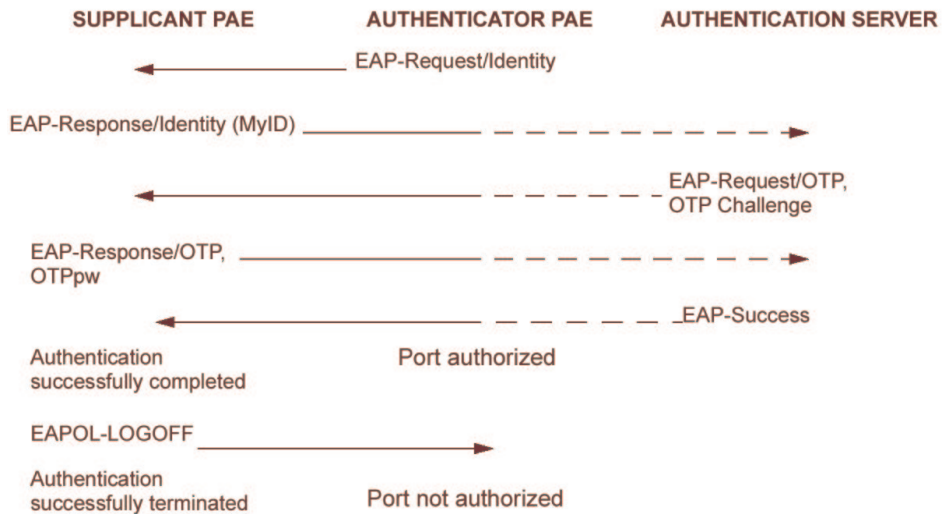 SUPPLICANT PAE
AUTHENTICATOR PAE
AUTHENTICATION SERVER
EAP-Request/Identity
EAP-Response/Identity (MyID)
EAP-Request/OTP,
OTP Challenge
EAP-Response/OTP,
OTPpw
EAP-Success
Authentication
successfully completed
Port authorized
EAPOL-LOGOFF
Authentication
successfully terminated
Port not authorized